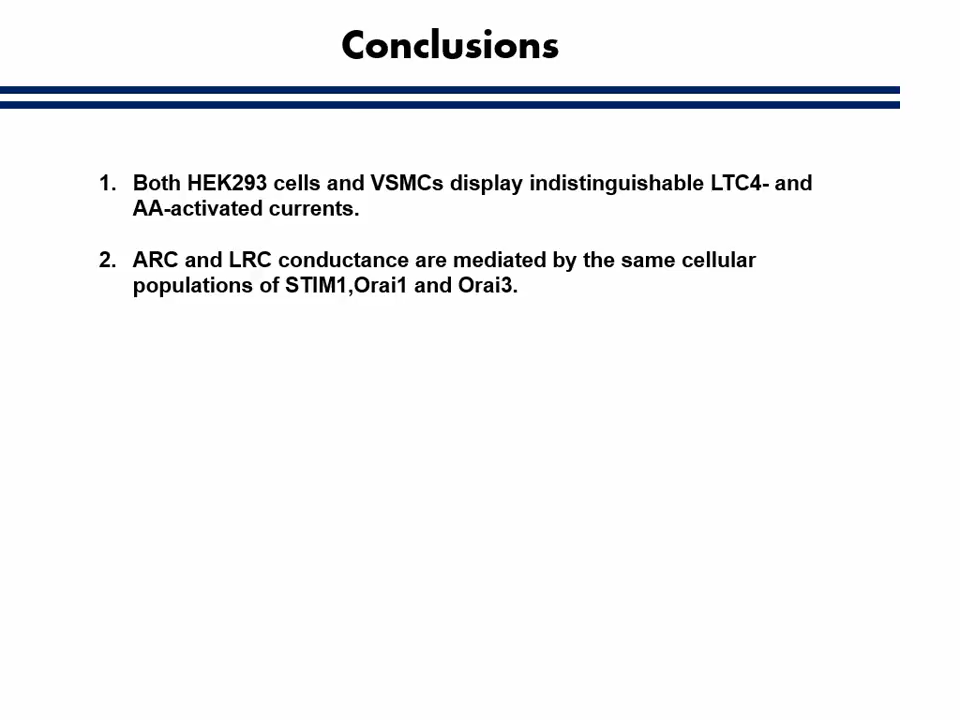 Conclusions
1. Both HEK293 cells and VSMCs display indistinguishable LTC4- and
AA-activated currents.
2. ARC and LRC conductance are mediated by the same cellular
populations of STIM1,Orai1 and Orai3.